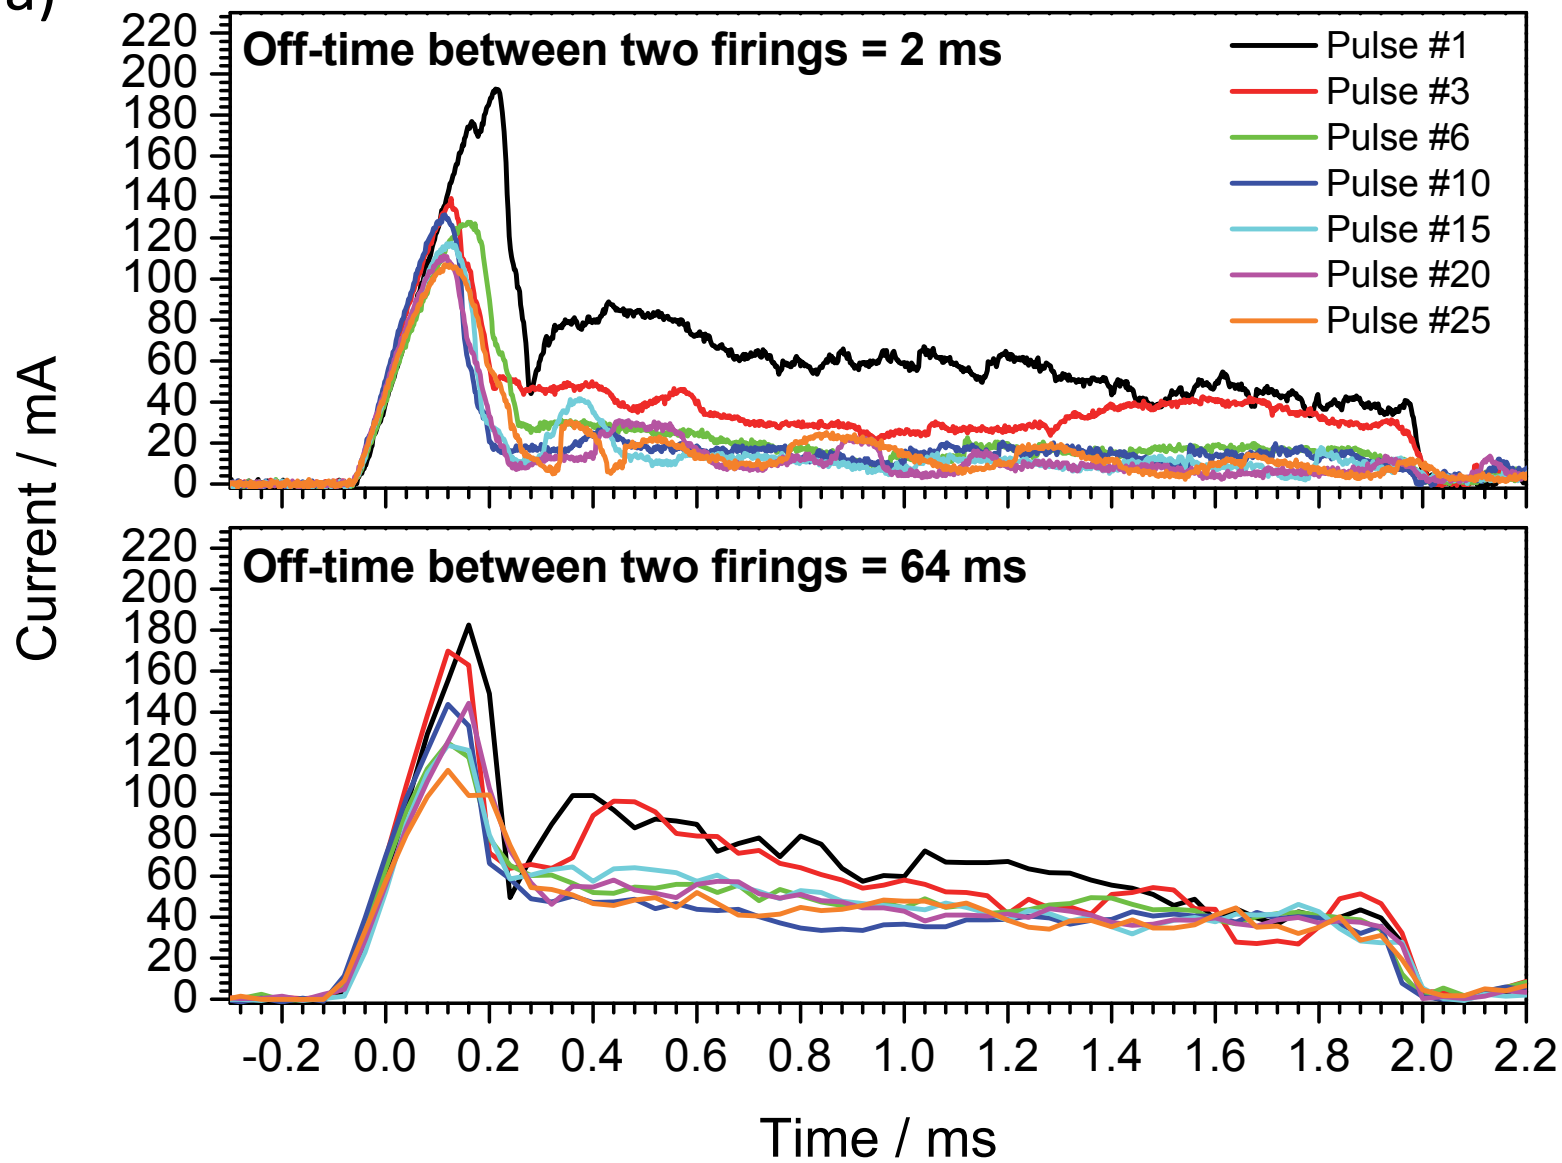 a)
Off-time between two firings = 2 ms
Pulse #1
Pulse #3
Pulse #6
Pulse #10
Pulse #15
Pulse #20
Pulse #25
220
200
180
160
140
120
100
80
60
40
20
0
Current / mA
Off-time between two firings = 64 ms
220
200
180
160
140
120
100
80
60
40
20
0
-0.2 0.0 0.2 0.4 0.6 0.8 1.0 1.2 1.4 1.6 1.8 2.0 2.2
Time / ms